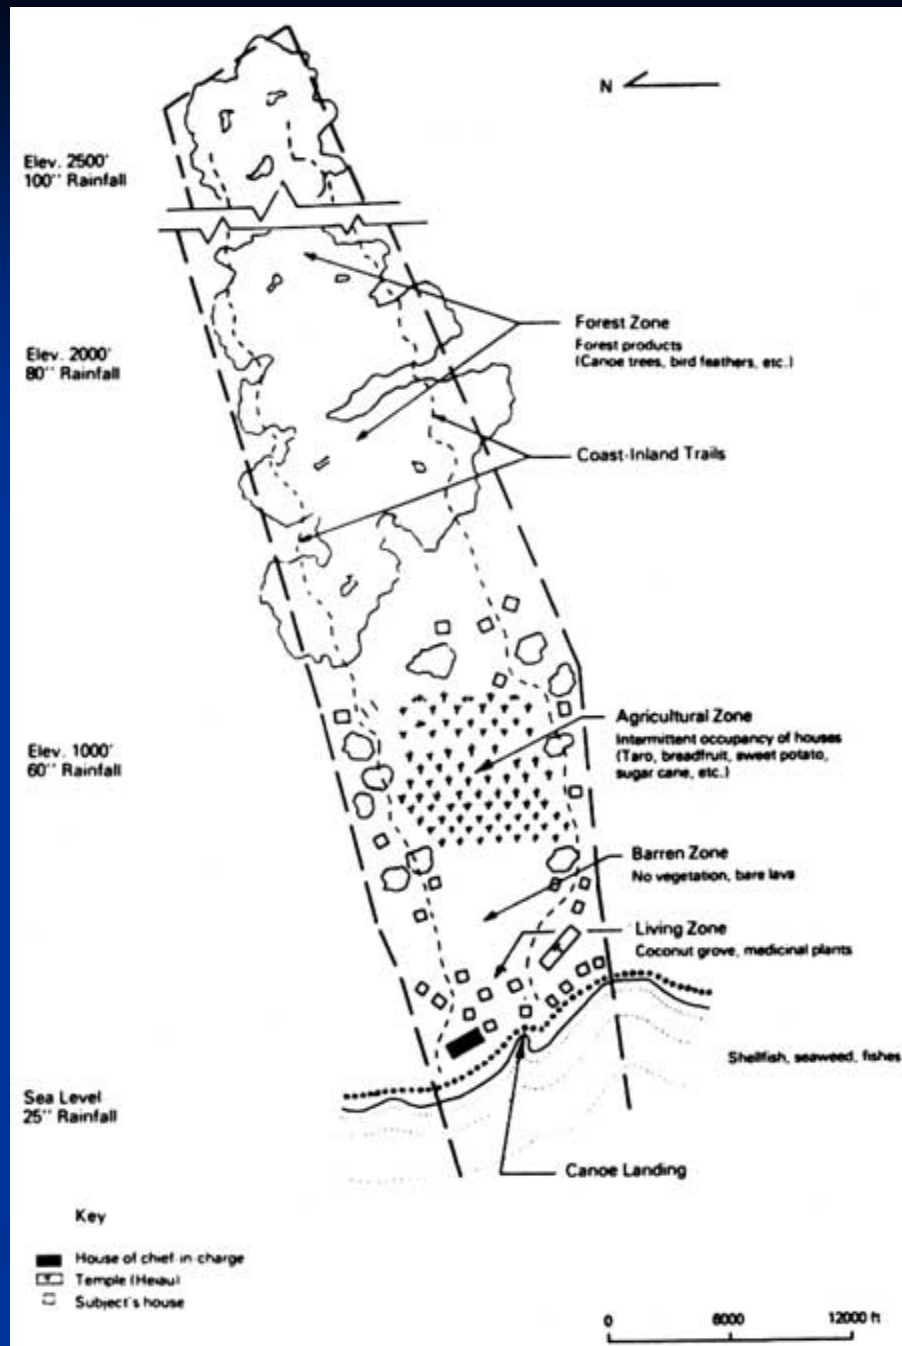 N
Elev. 2500'
100" Rainfall
Forest Zone
Forest products
(Canoe trees, bird feathers, etc.)
Elev. 2000'
80" Rainfall
Coast-Inland Trails
Agricultural Zone
Intermittent occupancy of houses
(Taro, breadfruit, sweet potato,
sugar cane, etc.)
Elev. 1000'
60" Rainfall
Barren Zone
No vegetation, bare lava
Living Zone
Coconut grove, medicinal plants
Shellfish, seaweed, fishes
Sea Level
25" Rainfall
Canoe Landing
Key
House of chief-in-charge
Temple (Heiau)
Subject's house
0 6000 12000 ft